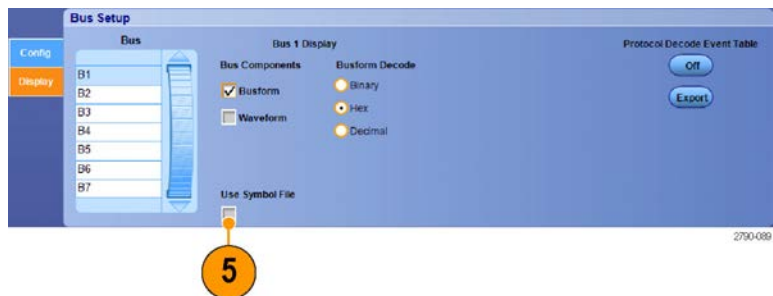 Bus Setup
Config
Display
Bus
B1
B2
B3
B4
B5
B6
B7
Bus 1 Display
Bus Components
Busform
Waveform
Busform Decode
Binary
Hex
Decimal
Use Symbol File
Protocol Decode Event Table
Off
Export
2790-089
5